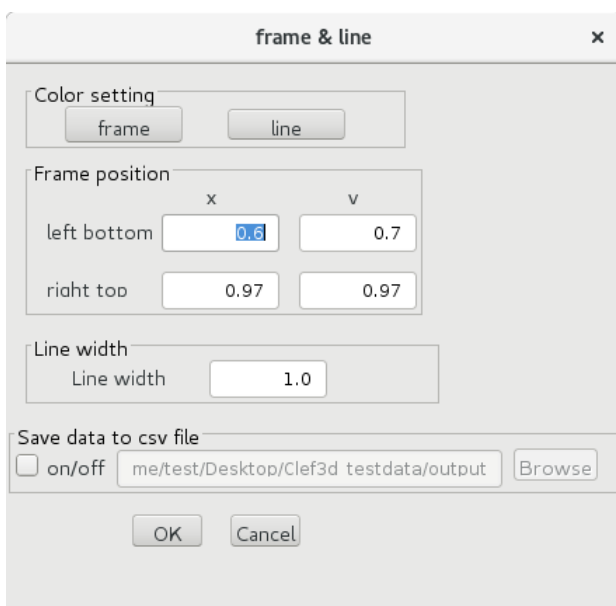 frame & line ×
Color setting
frame line
Frame position
x y
left bottom 0.6 0.7
right top 0.97 0.97
Line width
Line width 1.0
Save data to csv file
on/off me/test/Desktop/Clef3d_testdata/output Browse
OK Cancel